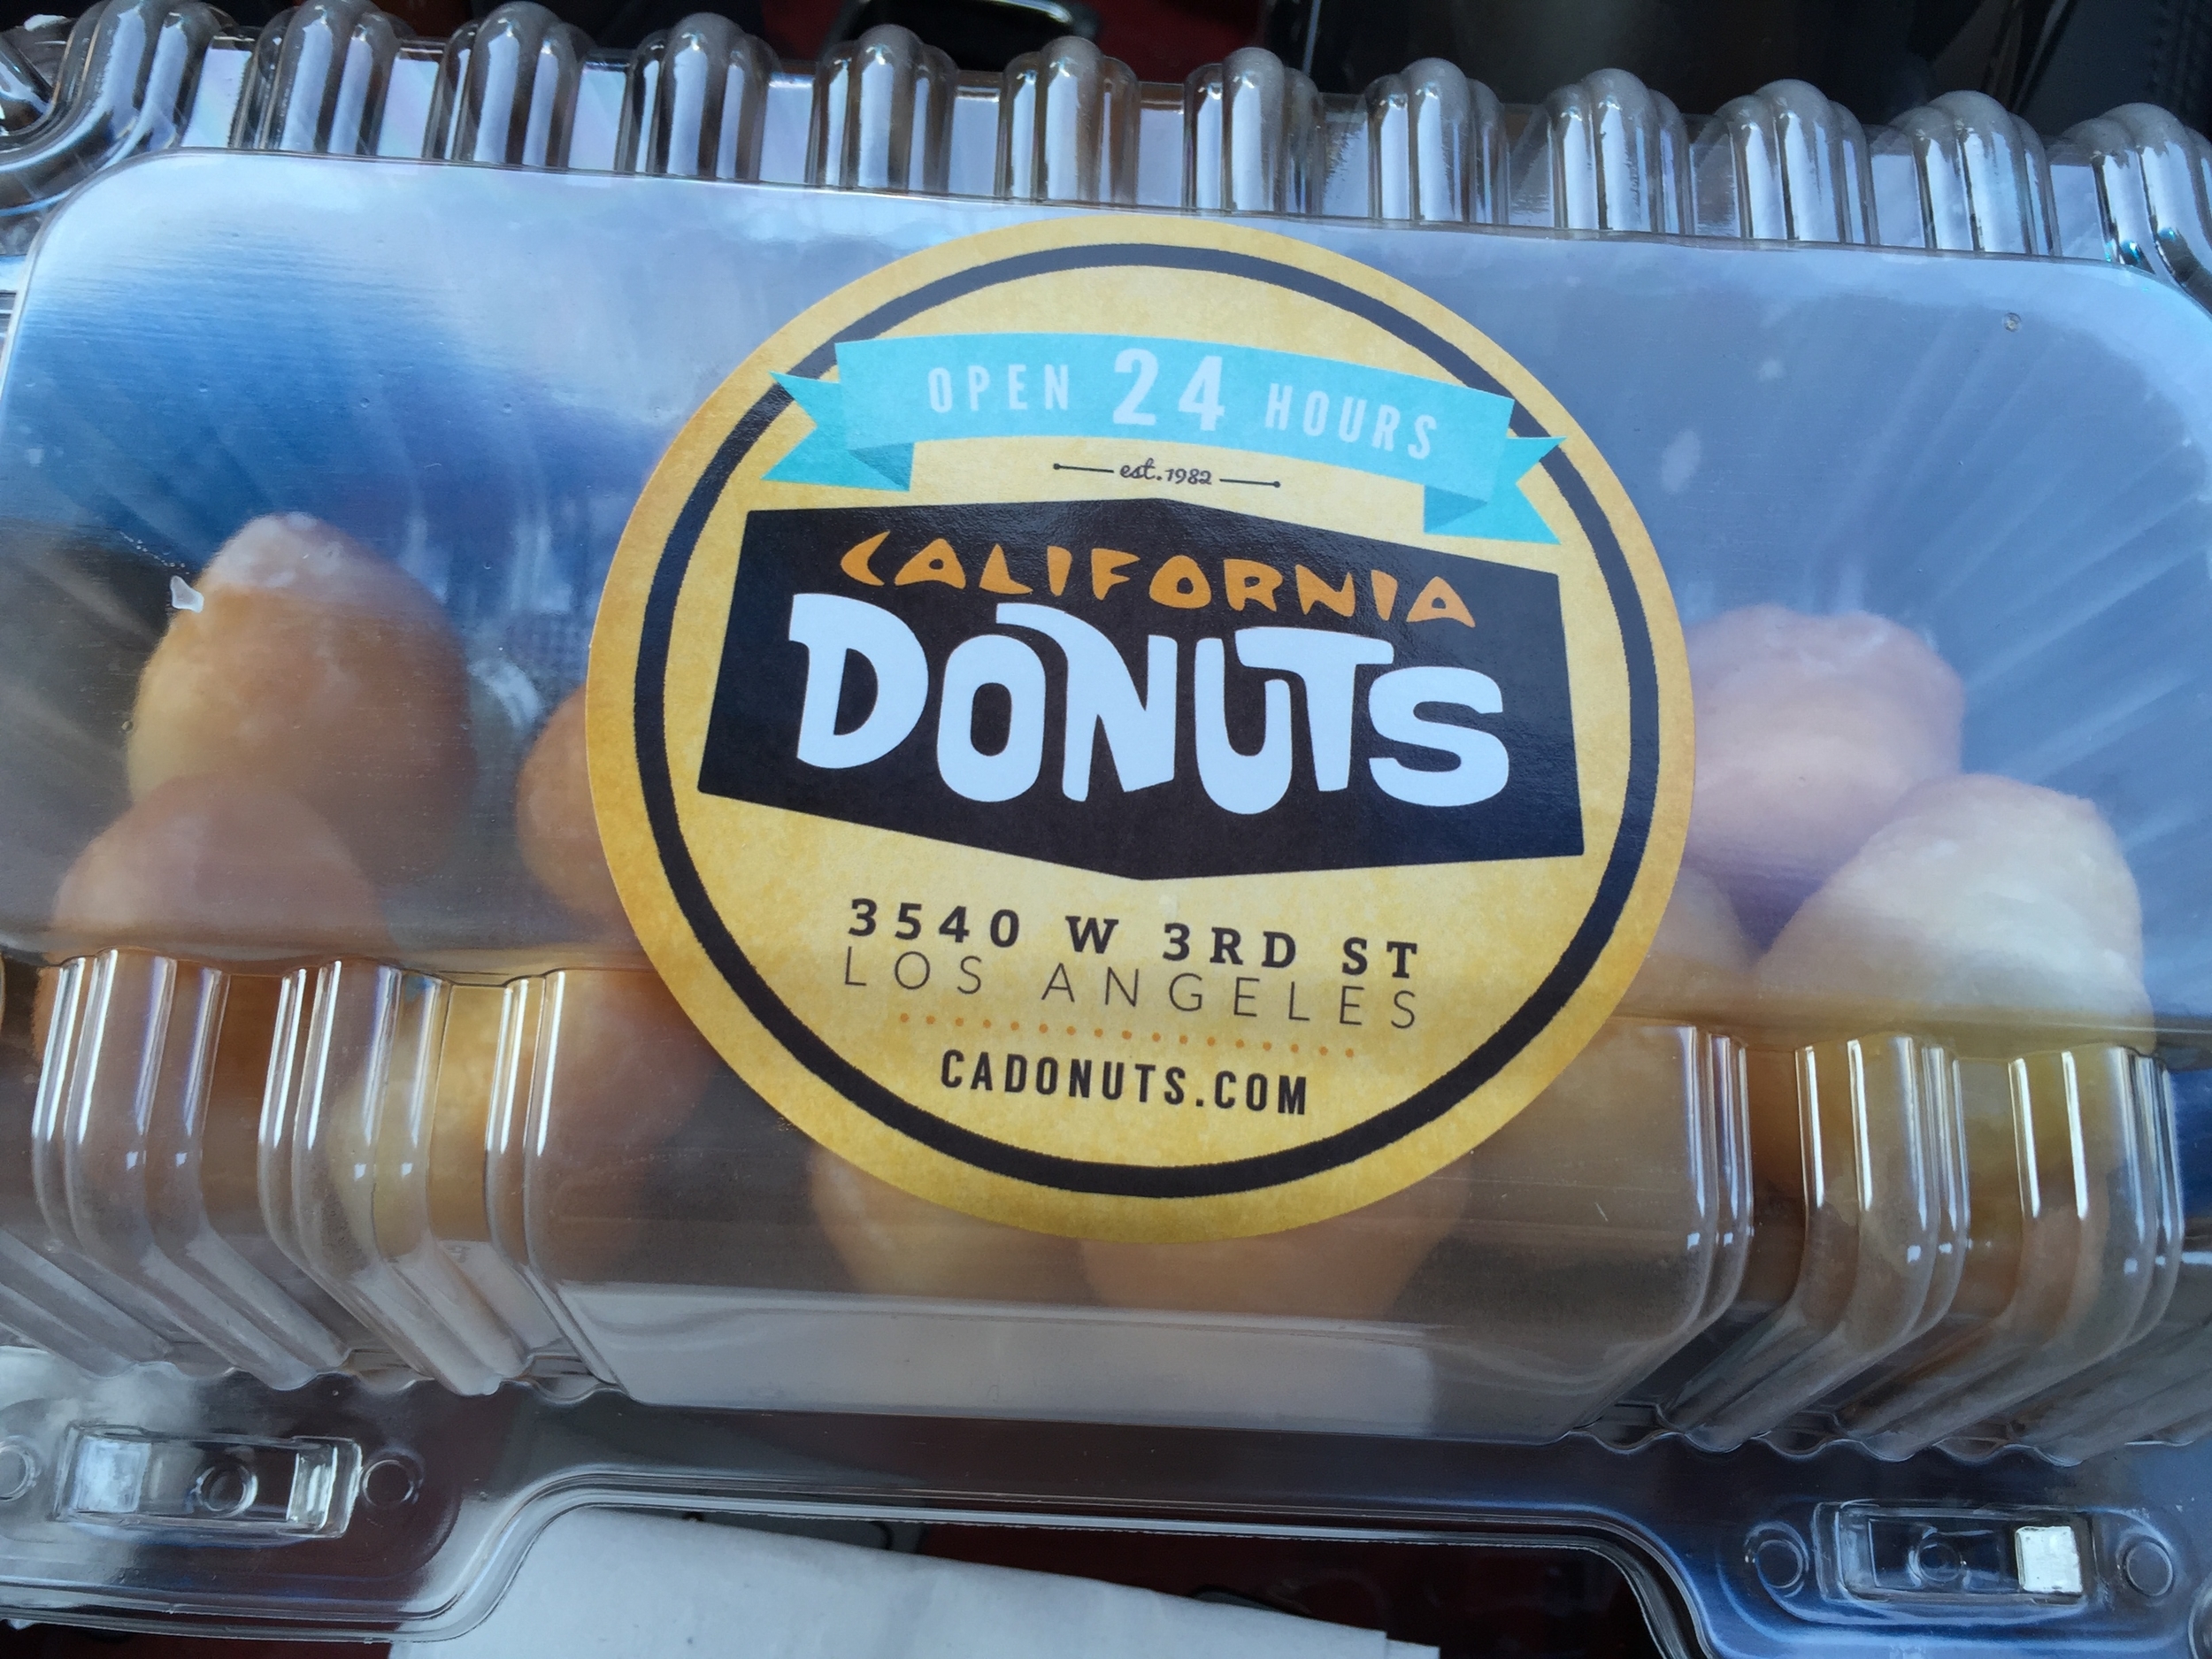 OPEN 24 HOURS
est.1982
CALIFORNIA
DONUTS
3540 W 3RD ST
LOS ANGELES
CADONUTS.COM